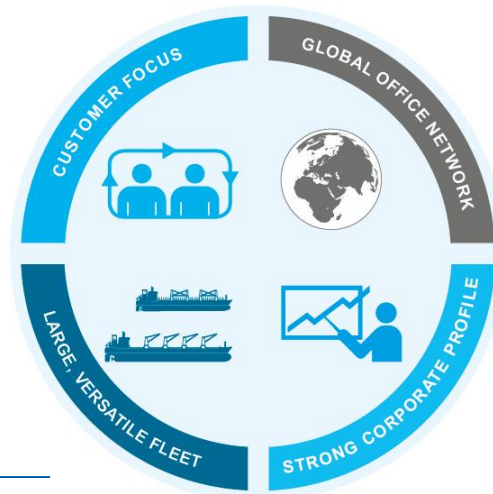 CUSTOMER FOCUS
GLOBAL OFFICE NETWORK
LARGE, VERSATILE FLEET
STRONG CORPORATE PROFILE